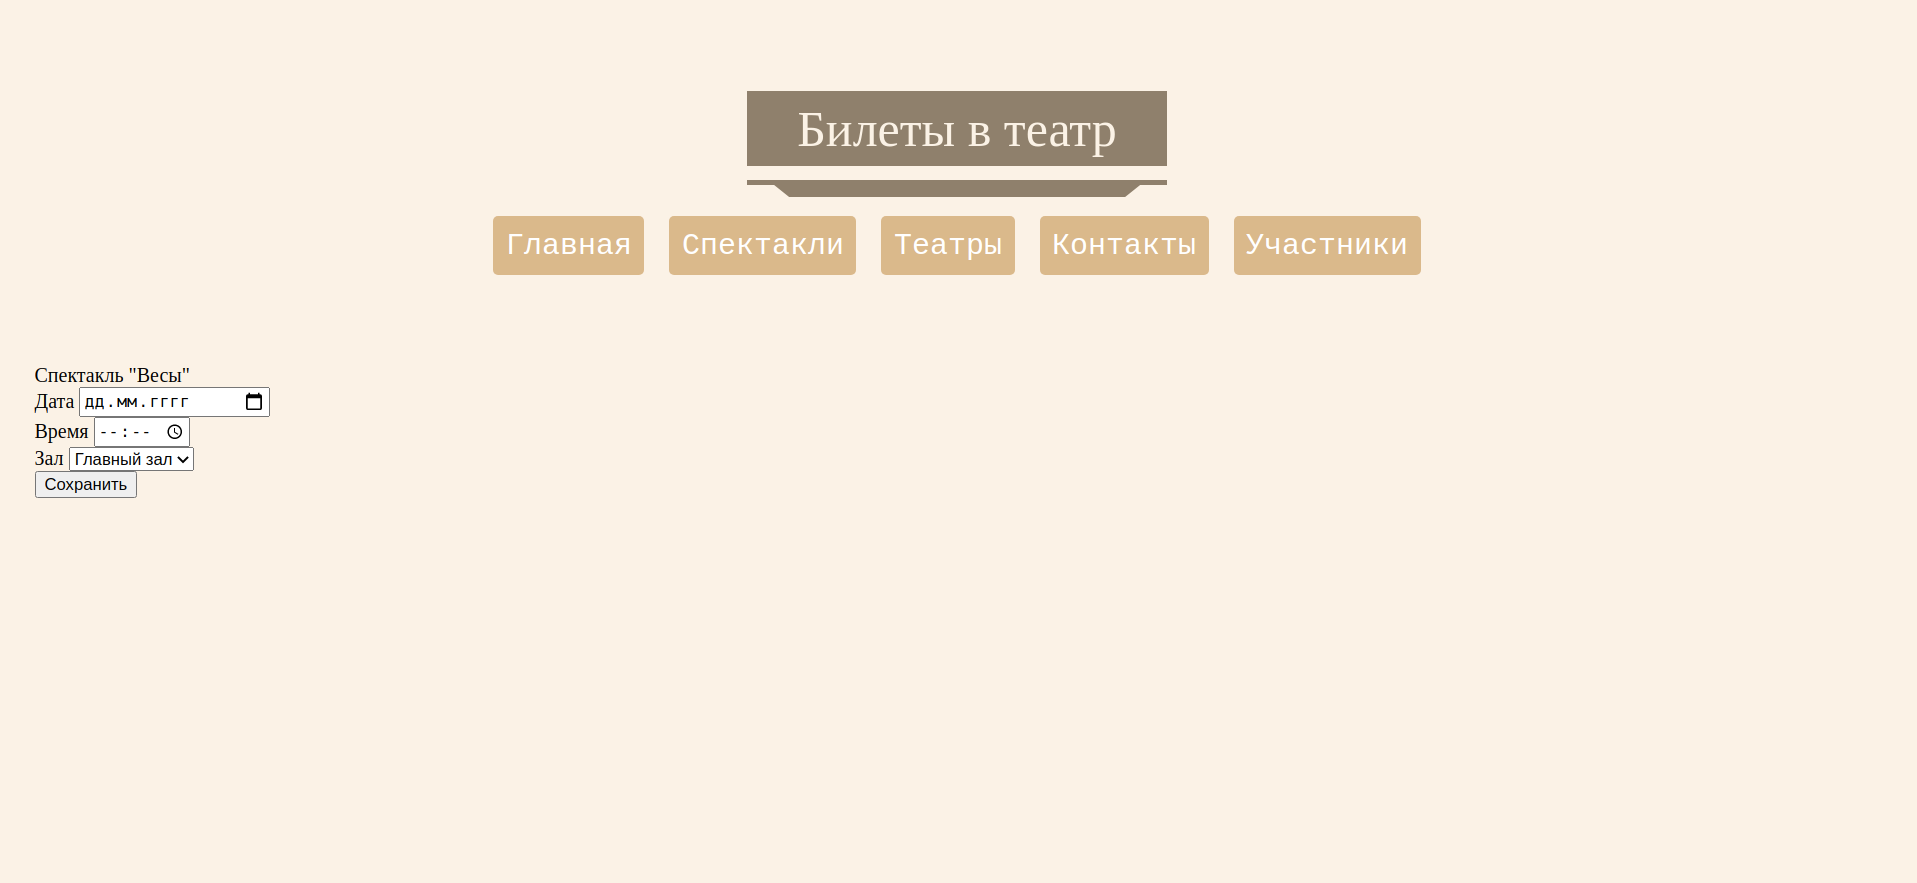 Билеты в театр
Главная Спектакли Театры Контакты Участники
Спектакль "Весы"
Дата дд.мм.гггг
Время --:--
Зал Главный зал
Сохранить